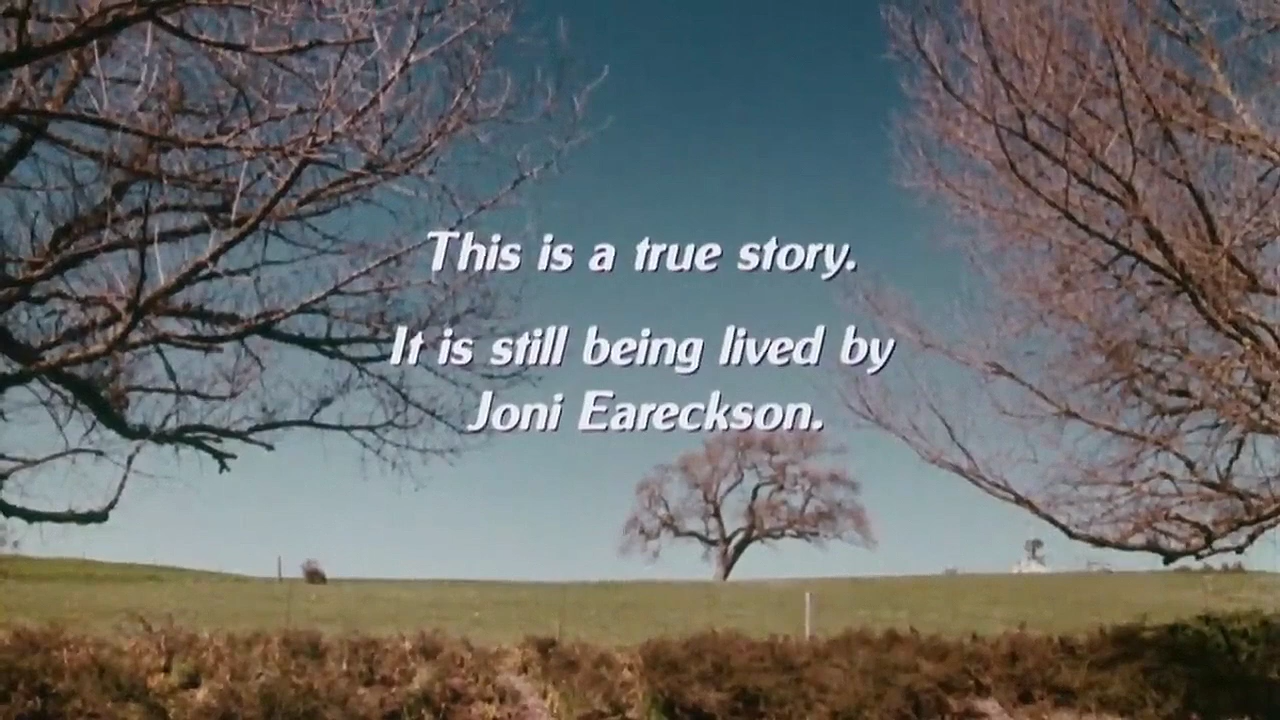 This is a true story.
It is still being lived by
Joni Eareckson.